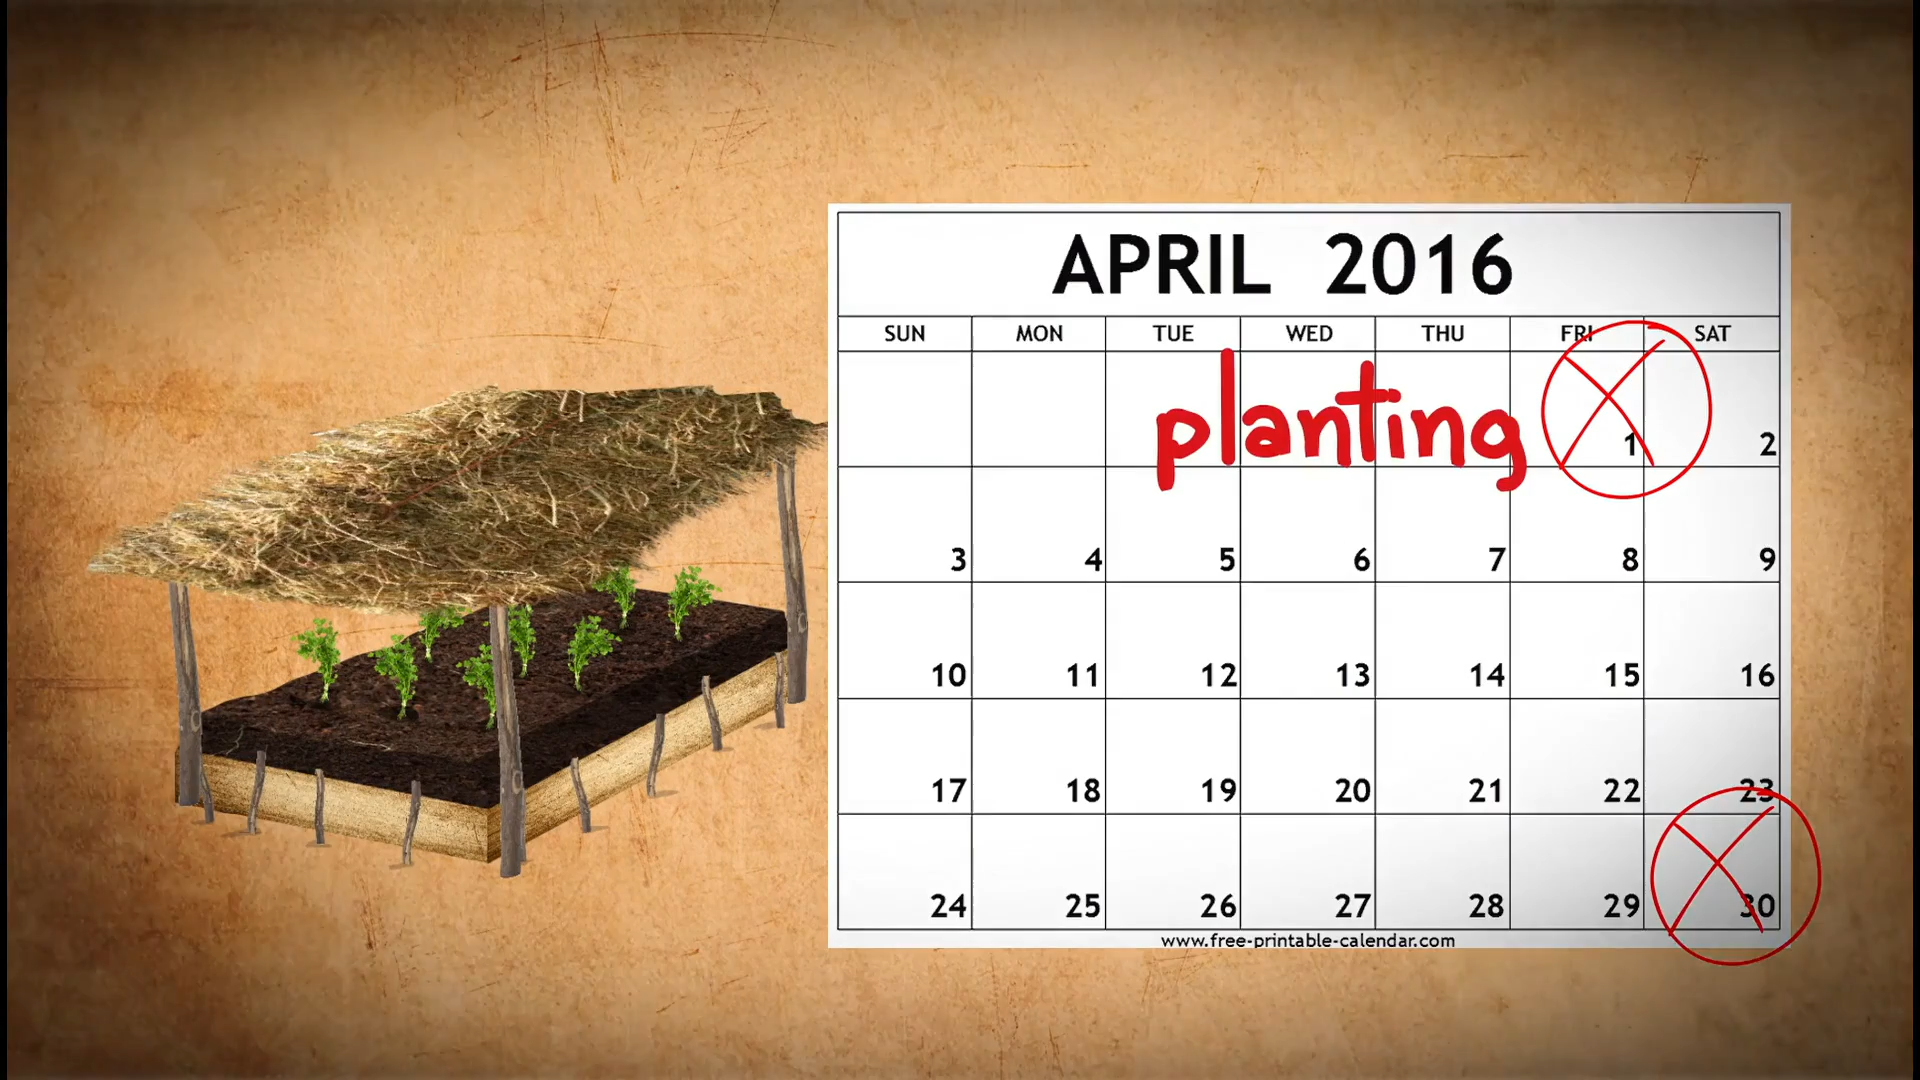 APRIL 2016
SUN MON TUE WED THU FRI SAT
planting
1 2
3 4 5 6 7 8 9
10 11 12 13 14 15 16
17 18 19 20 21 22 23
24 25 26 27 28 29 30
www.free-printable-calendar.com